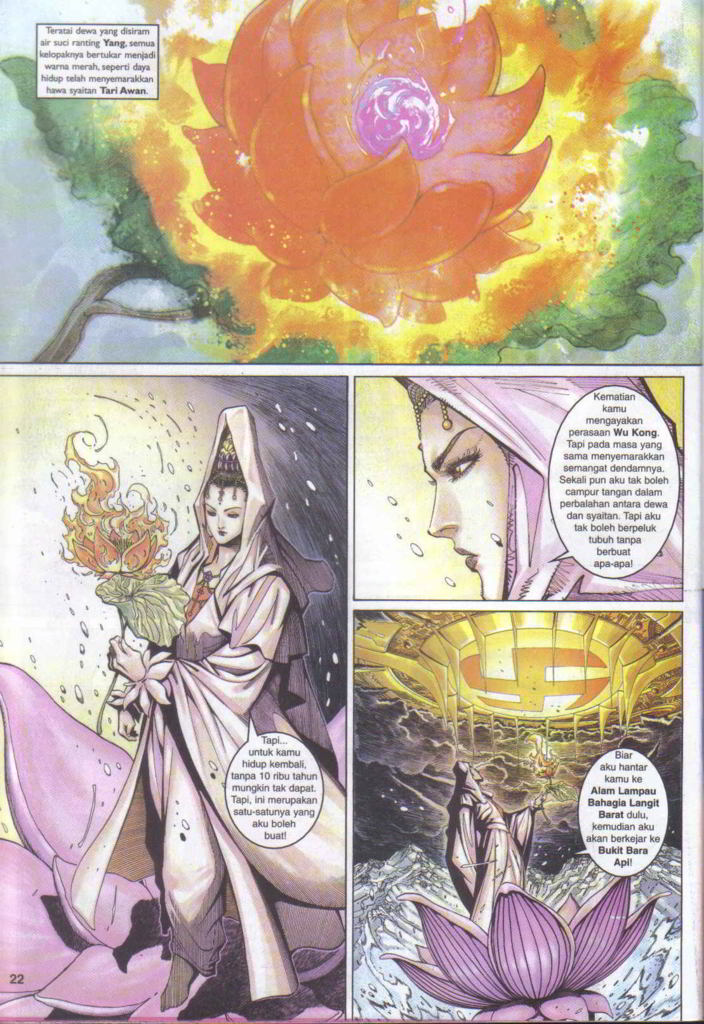 Teratai dewa yang disiram
air suci ranting Yang, semua
kelopaknya bertukar menjadi
warna merah, seperti daya
hidup telah menyemarakkan
hawa syaitan Tari Awan.
Tapi...
untuk kamu
hidup kembali,
tanpa 10 ribu tahun
mungkin tak dapat.
Tapi, ini merupakan
satu-satunya yang
aku boleh
buat!
Kematian
kamu
mengayakan
perasaan Wu Kong.
Tapi pada masa yang
sama menyemarakkan
semangat dendamnya.
Sekali pun aku tak boleh
campur tangan dalam
perbalahan antara dewa
dan syaitan. Tapi aku
tak boleh berpeluk
tubuh tanpa
berbuat
apa-apa!
Biar
aku hantar
kamu ke
Alam Lampau
Bahagia Langit
Barat dulu,
kemudian aku
akan berkejar ke
Bukit Bara
Api!
22